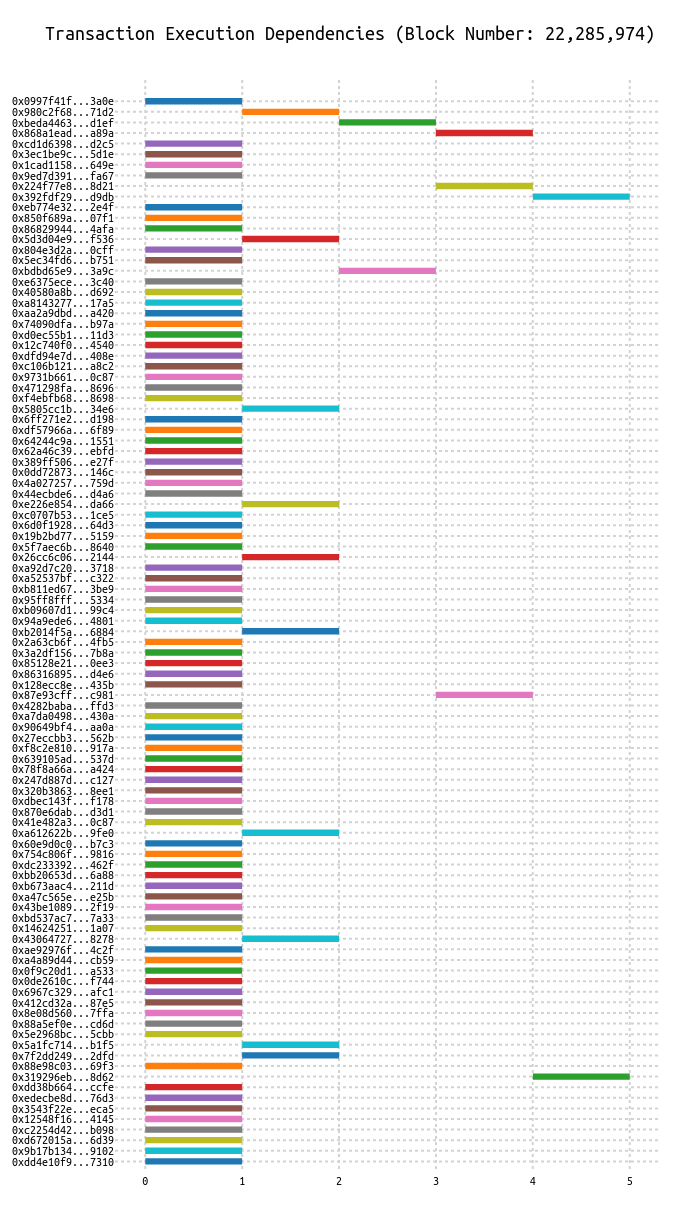 Transaction Execution Dependencies (Block Number: 22,285,974)
0x0997f41f...3a0e
0x980c2f68...71d2
0xbeda4463...d1ef
0x868a1ead...a89a
0xcd1d6398...d2c5
0x3ec1be9c...5d1e
0x1cad1158...649e
0x9ed7d391...fa67
0x224f77e8...8d21
0x392fdf29...d9db
0xeb774e32...2e4f
0x850f689a...07f1
0x86829944...4afa
0x5d3d04e9...f536
0x804e3d2a...0cff
0x5ec34fd6...b751
0xbdbd65e9...3a9c
0xe6375ece...3c40
0x40580a8b...d692
0xa8143277...17a5
0xaa2a9dbd...a420
0x74090dfa...b97a
0xd0ec55b1...11d3
0x12c740f0...4540
0xdfd94e7d...408e
0xc106b121...a8c2
0x9731b661...0c87
0x471298fa...8696
0xf4ebfb68...8698
0x5805cc1b...34e6
0x6ff271e2...d198
0xdf57966a...6f89
0x64244c9a...1551
0x62a46c39...ebfd
0x389ff506...e27f
0x0dd72873...146c
0x4a027257...759d
0x44ecbde6...d4a6
0xe226e854...da66
0xc0707b53...1ce5
0x6d0f1928...64d3
0x19b2bd77...5159
0x5f7aec6b...8640
0x26cc6c06...2144
0xa92d7c20...3718
0xa52537bf...c322
0xb811ed67...3be9
0x95ff8fff...5334
0xb09607d1...99c4
0x94a9ede6...4801
0xb2014f5a...6884
0x2a63cb6f...4fb5
0x3a2df156...7b8a
0x85128e21...0ee3
0x86316895...d4e6
0x128ecc8e...435b
0x87e93cff...c981
0x4282baba...ffd3
0xa7da0498...430a
0x90649bf4...aa0a
0x27eccbb3...562b
0xf8c2e810...917a
0x639105ad...537d
0x78f8a66a...a424
0x247d887d...c127
0x320b3863...8ee1
0xdbec143f...f178
0x870e6dab...d3d1
0x41e482a3...0c87
0xa612622b...9fe0
0x60e9d0c0...b7c3
0x754c806f...9816
0xdc233392...462f
0xbb20653d...6a88
0xb673aac4...211d
0xa47c565e...e25b
0x43be1089...2f19
0xbd537ac7...7a33
0x14624251...1a07
0x43064727...8278
0xae92976f...4c2f
0xa4a89d44...cb59
0x0f9c20d1...a533
0x0de2610c...f744
0x6967c329...afc1
0x412cd32a...87e5
0x8e08d560...7ffa
0x88a5ef0e...cd6d
0x5e2968bc...5cbb
0x5a1fc714...b1f5
0x7f2dd249...2dfd
0x88e98c03...69f3
0x319296eb...8d62
0xdd38b664...ccfe
0xedecbe8d...76d3
0x3543f22e...eca5
0x12548f16...4145
0xc2254d42...b098
0xd672015a...6d39
0x9b17b134...9102
0xdd4e10f9...7310
0 1 2 3 4 5